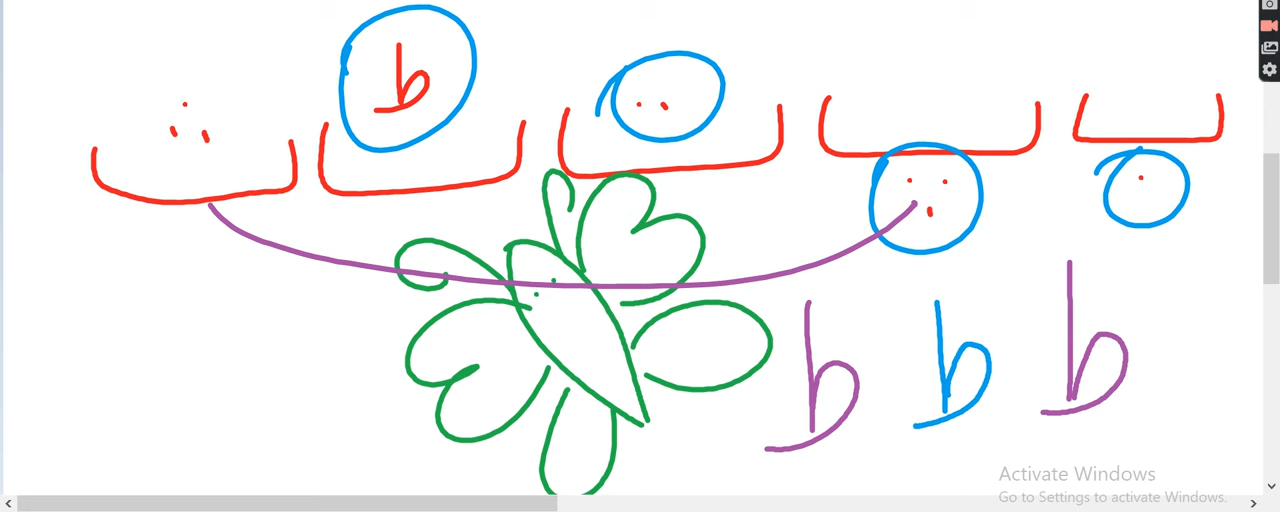 ب پ ت ٹ ث
ط ط ط
Activate Windows
Go to Settings to activate Windows.